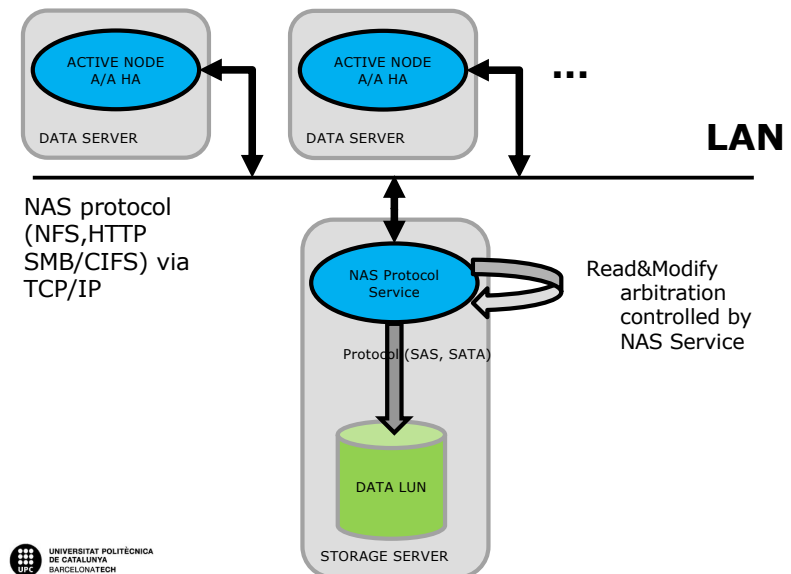 ACTIVE NODE
A/A HA
DATA SERVER
ACTIVE NODE
A/A HA
DATA SERVER
...
LAN
NAS protocol
(NFS,HTTP
SMB/CIFS) via
TCP/IP
NAS Protocol
Service
Read&Modify
arbitration
controlled by
NAS Service
Protocol (SAS, SATA)
DATA LUN
STORAGE SERVER
UPC
UNIVERSITAT POLITÈCNICA
DE CATALUNYA
BARCELONATECH